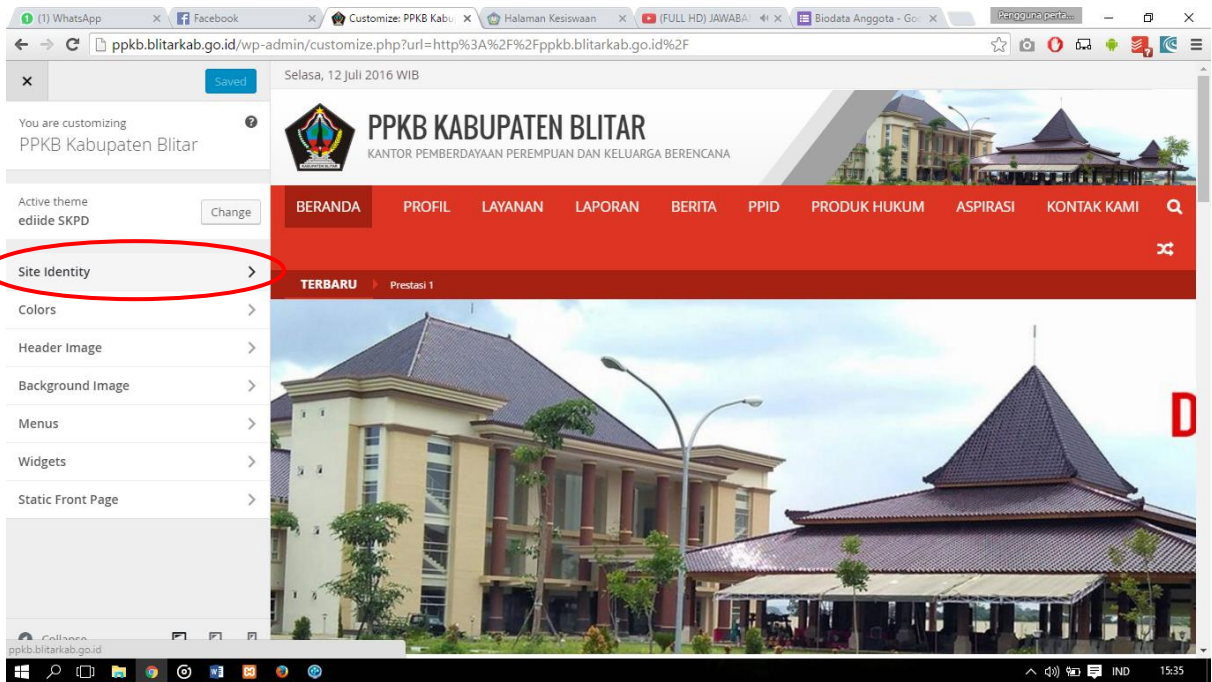 (1) WhatsApp
Facebook
Customize: PPKB Kabu
Halaman Kesiswaan
(FULL HD) JAWABA
Biodata Anggota - Goo
Pengguna perta...
ppkb.blitarkab.go.id/wp-admin/customize.php?url=http%3A%2F%2Fppkb.blitarkab.go.id%2F
Saved
You are customizing
PPKB Kabupaten Blitar
Active theme
ediide SKPD
Change
Site Identity
Colors
Header Image
Background Image
Menus
Widgets
Static Front Page
Collapse
ppkb.blitarkab.go.id
Selasa, 12 Juli 2016 WIB
PPKB KABUPATEN BLITAR
KANTOR PEMBERDAYAAN PEREMPUAN DAN KELUARGA BERENCANA
BERANDA PROFIL LAYANAN LAPORAN BERITA PPID PRODUK HUKUM ASPIRASI KONTAK KAMI
TERBARU Prestasi 1
D
IND 15:35